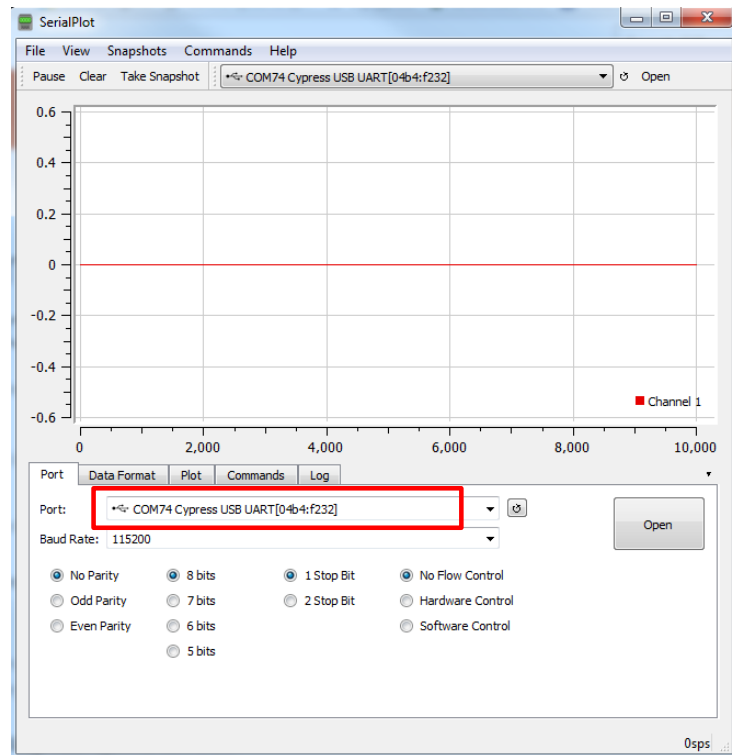 SerialPlot
File View Snapshots Commands Help
Pause Clear Take Snapshot COM74 Cypress USB UART[04b4:f232] Open
0.6
0.4
0.2
0
-0.2
-0.4
-0.6
Channel 1
0 2,000 4,000 6,000 8,000 10,000
Port Data Format Plot Commands Log
Port: COM74 Cypress USB UART[04b4:f232]
Open
Baud Rate: 115200
No Parity 8 bits 1 Stop Bit No Flow Control
Odd Parity 7 bits 2 Stop Bit Hardware Control
Even Parity 6 bits Software Control
5 bits
0sps